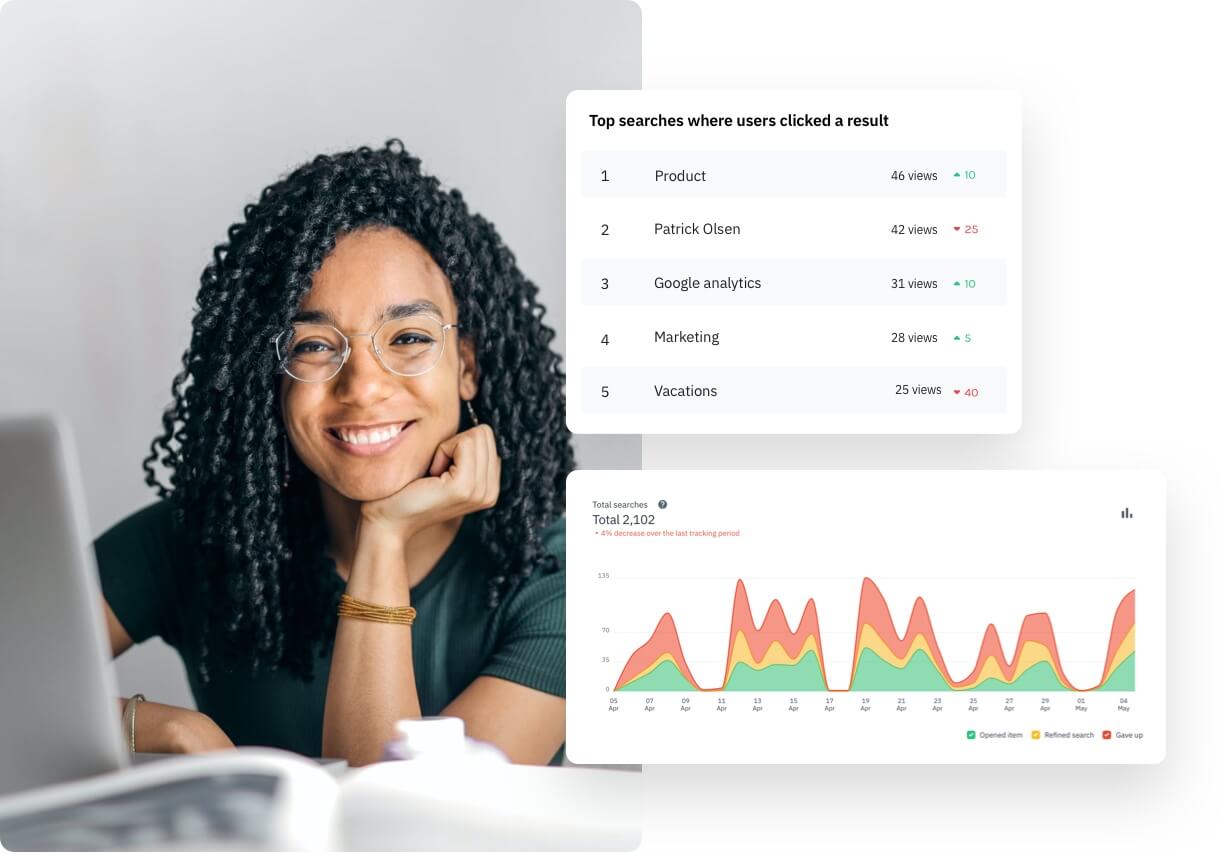 Top searches where users clicked a result
1 Product 46 views 10
2 Patrick Olsen 42 views 25
3 Google analytics 31 views 10
4 Marketing 28 views 5
5 Vacations 25 views 40
Total searches ?
Total 2,102
4% decrease over the last tracking period
135
70
35
0
05 07 09 11 13 15 17 19 21 23 25 27 29 01 04
Apr Apr Apr Apr Apr Apr Apr Apr Apr Apr Apr Apr Apr May May
Opened item Refined search Gave up